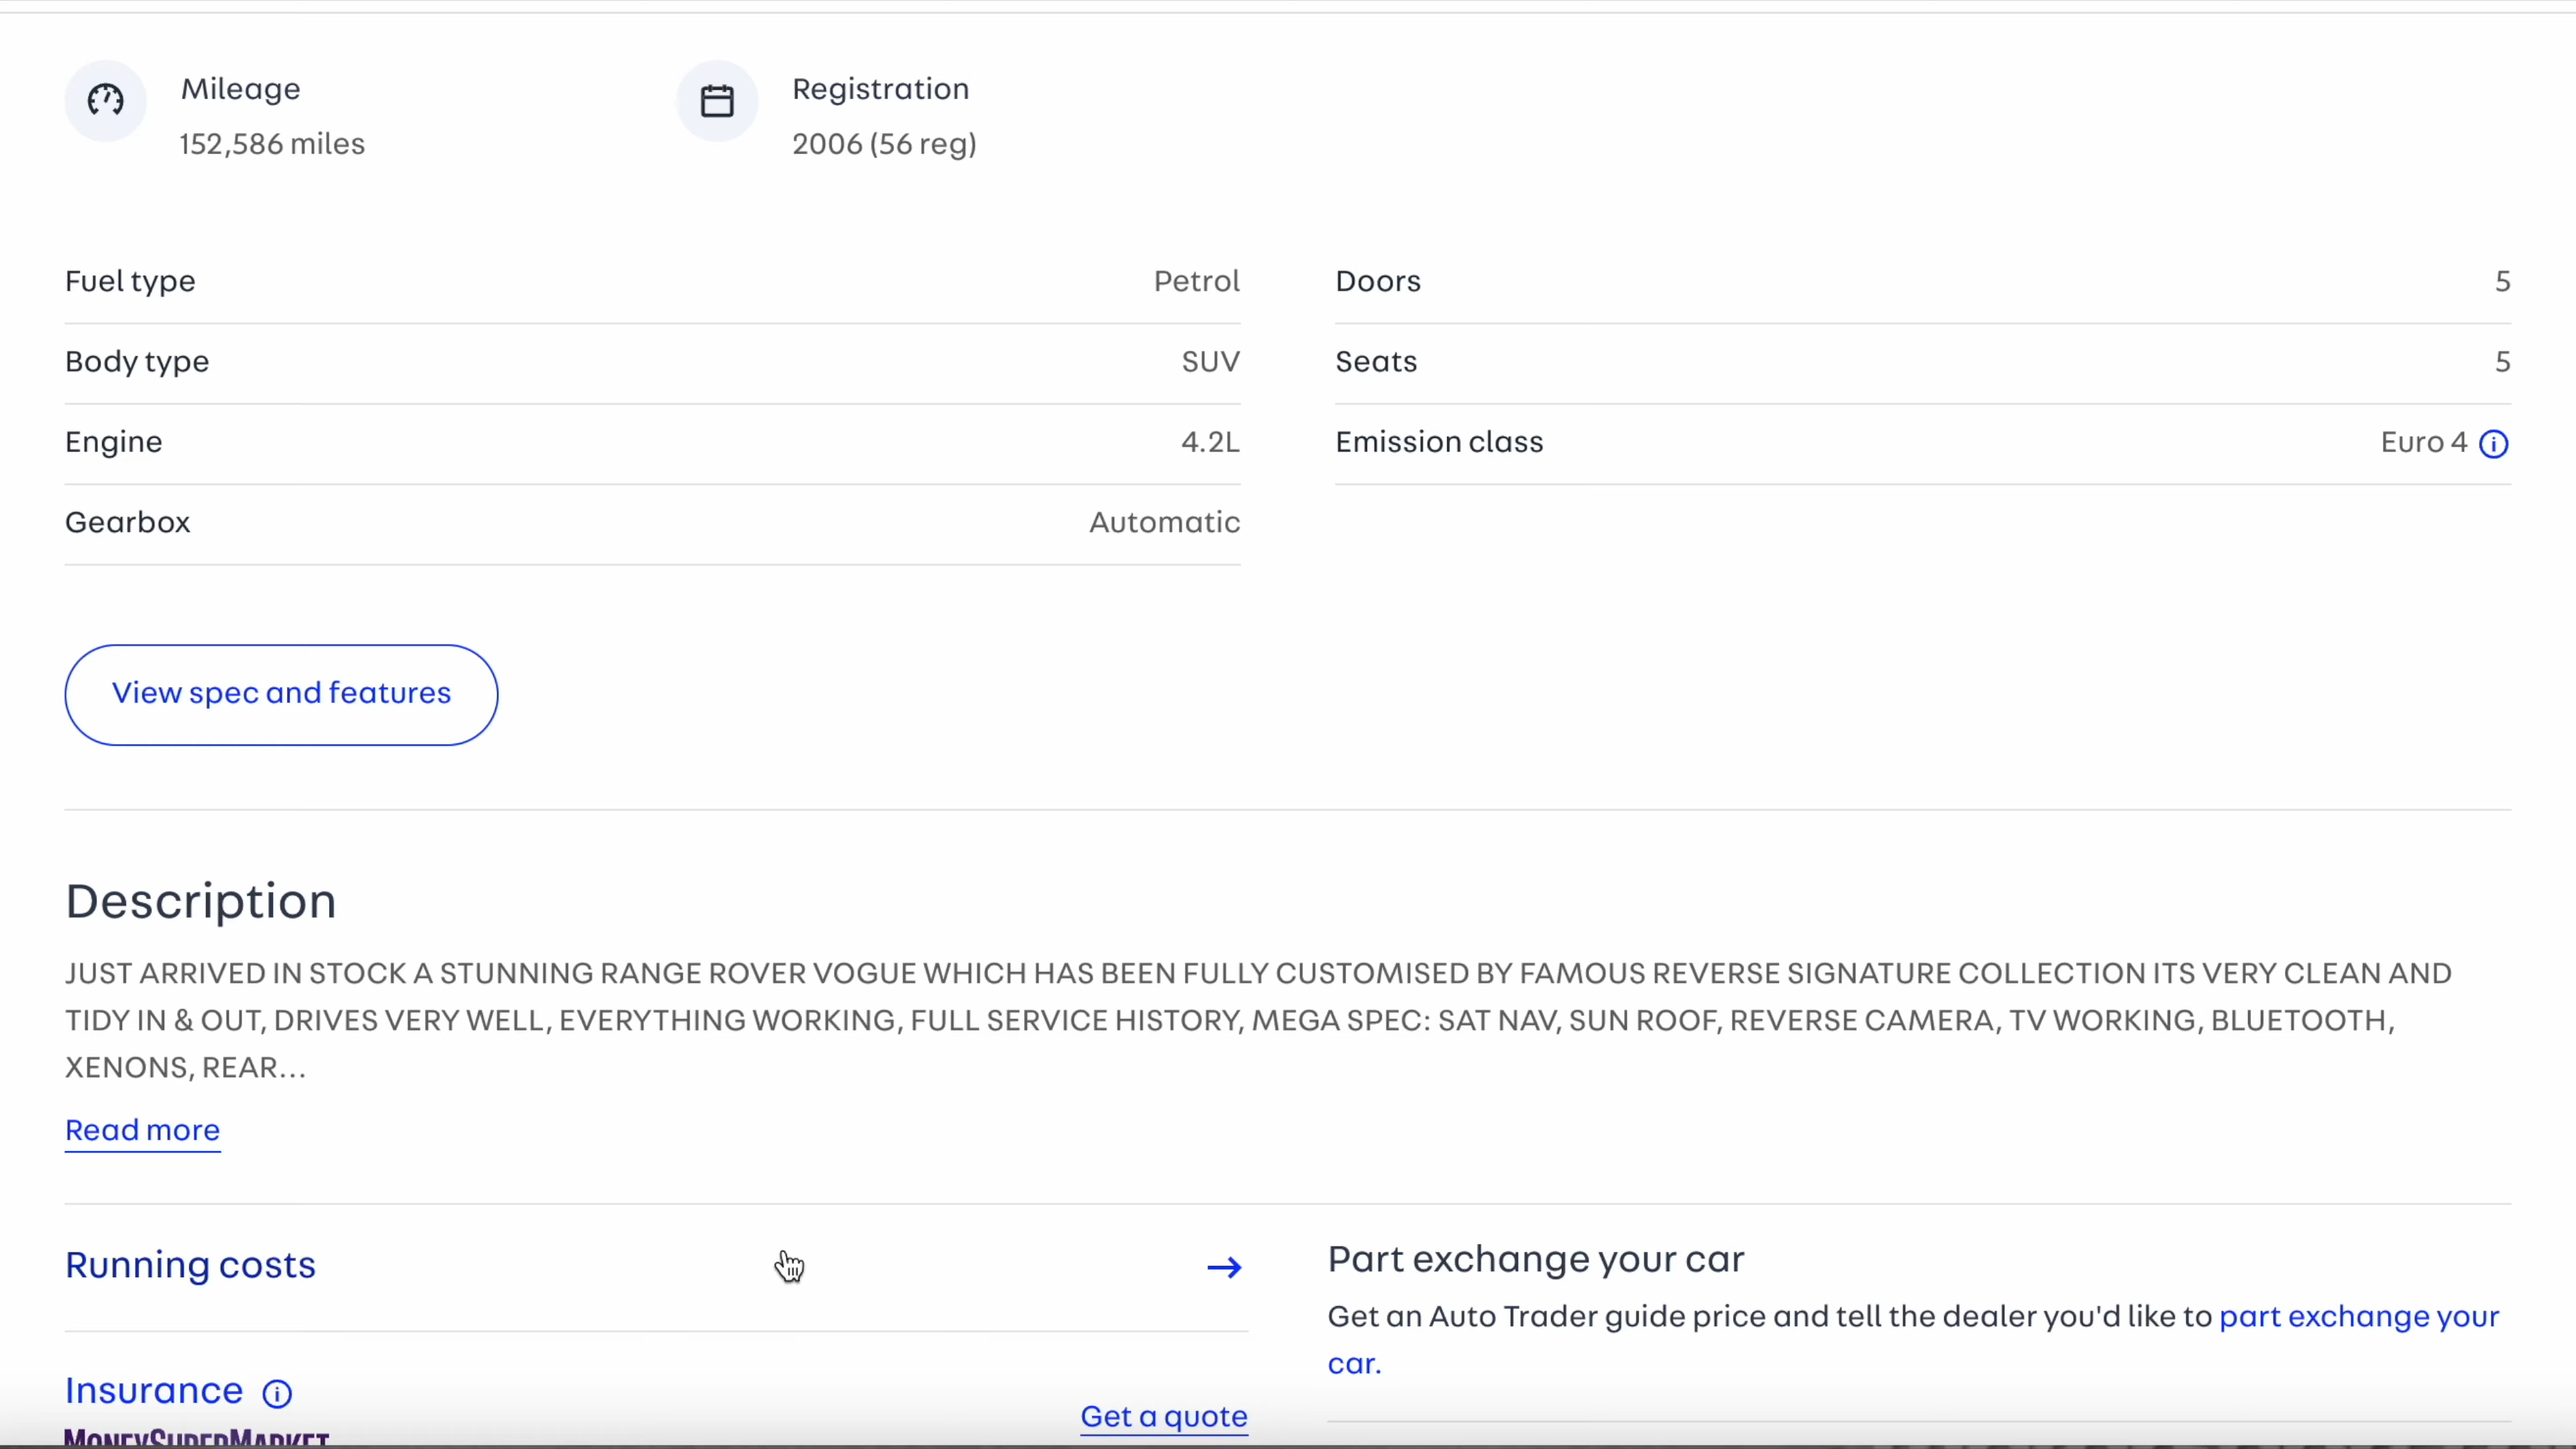 Mileage
152,586 miles
Registration
2006 (56 reg)
Fuel type Petrol
Body type SUV
Engine 4.2L
Gearbox Automatic
Doors 5
Seats 5
Emission class Euro 4
View spec and features
Description
JUST ARRIVED IN STOCK A STUNNING RANGE ROVER VOGUE WHICH HAS BEEN FULLY CUSTOMISED BY FAMOUS REVERSE SIGNATURE COLLECTION ITS VERY CLEAN AND
TIDY IN & OUT, DRIVES VERY WELL, EVERYTHING WORKING, FULL SERVICE HISTORY, MEGA SPEC: SAT NAV, SUN ROOF, REVERSE CAMERA, TV WORKING, BLUETOOTH,
XENONS, REAR...
Read more
Running costs
Insurance
MONEYSUPERMARKET
Get a quote
Part exchange your car
Get an Auto Trader guide price and tell the dealer you'd like to part exchange your
car.